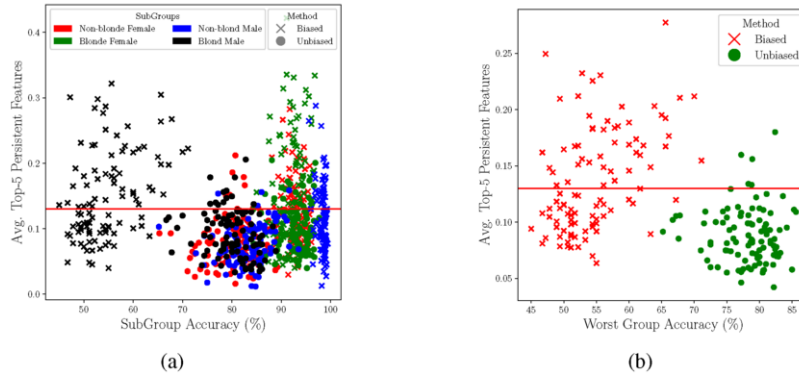 SubGroups
Method
Non-blonde Female
Non-blond Male
Biased
Blonde Female
Blond Male
Unbiased
Avg. Top-5 Persistent Features
0.4
0.3
0.2
0.1
0.0
50
60
70
80
90
100
SubGroup Accuracy (%)
(a)
Method
Biased
Unbiased
Avg. Top-5 Persistent Features
0.25
0.20
0.15
0.10
0.05
45
50
55
60
65
70
75
80
85
Worst Group Accuracy (%)
(b)